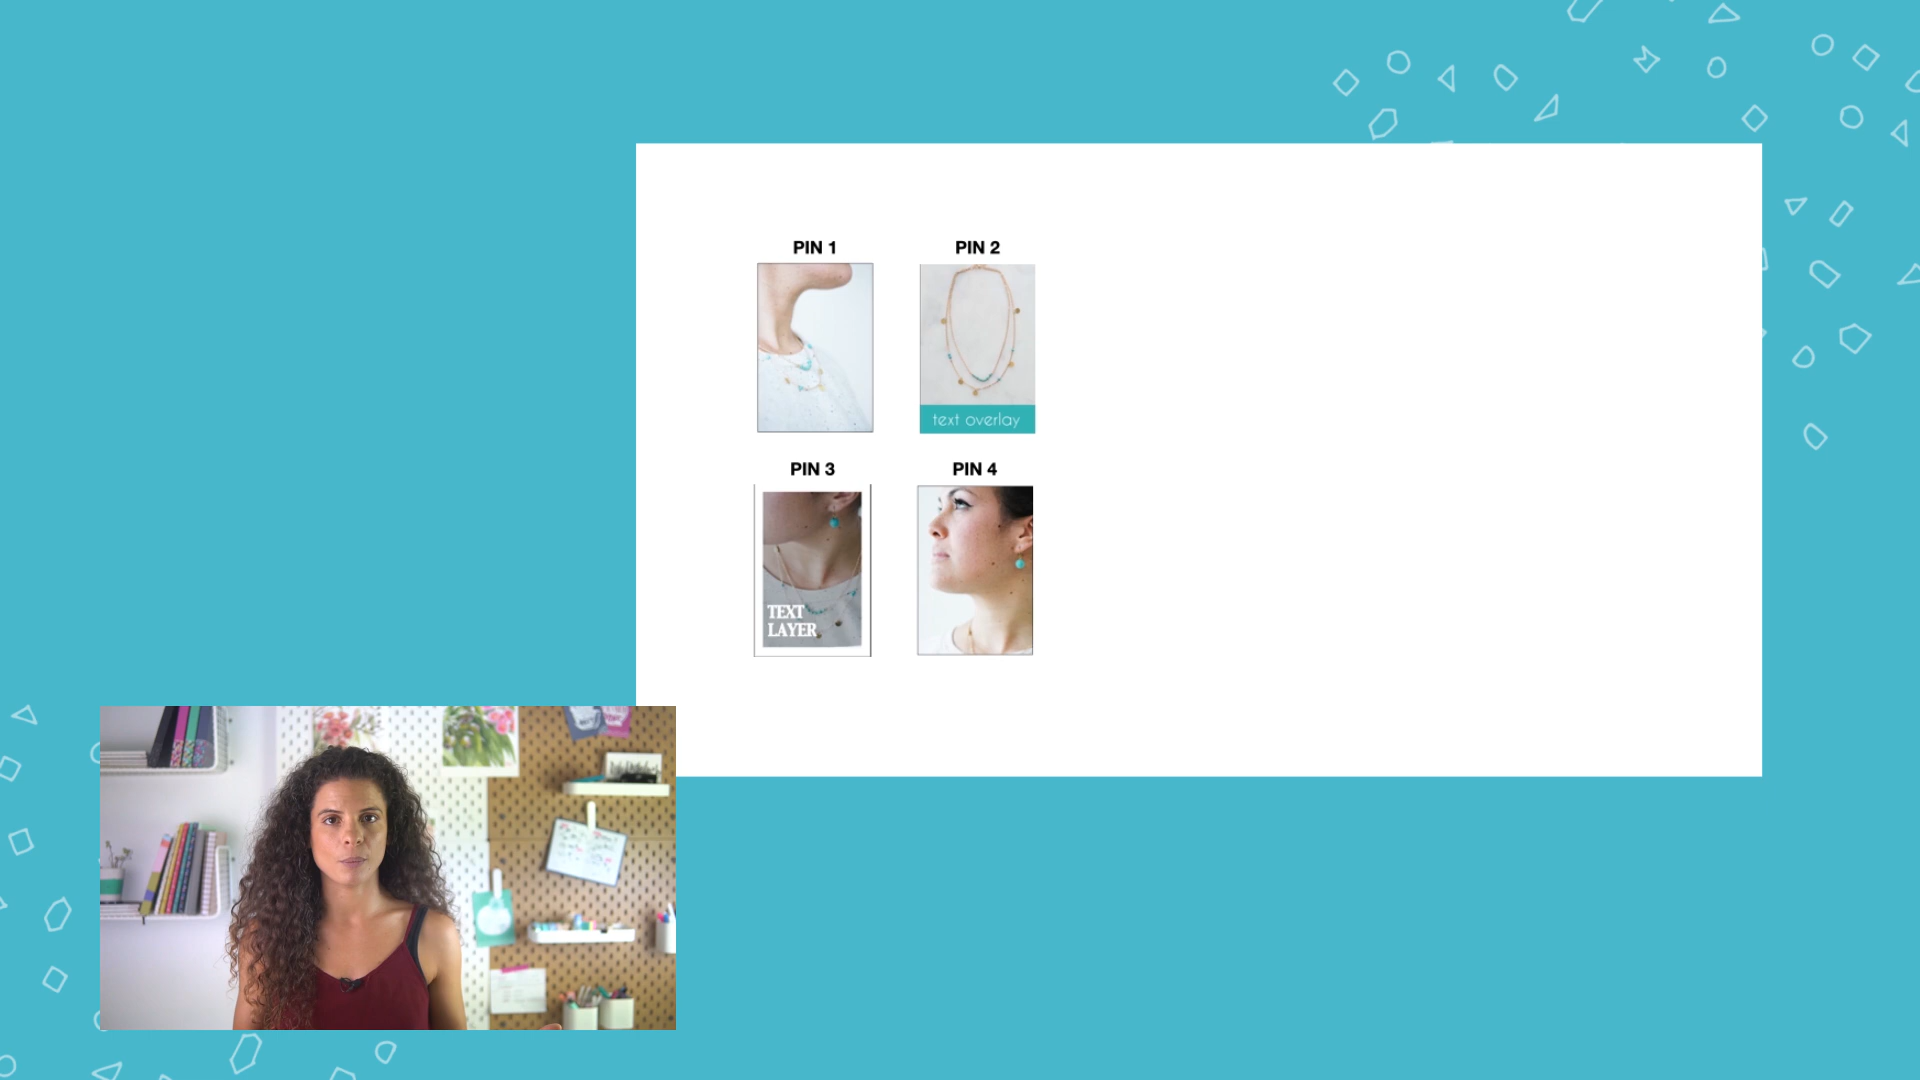 PIN 1
PIN 2
text overlay
PIN 3
PIN 4
TEXT
LAYER